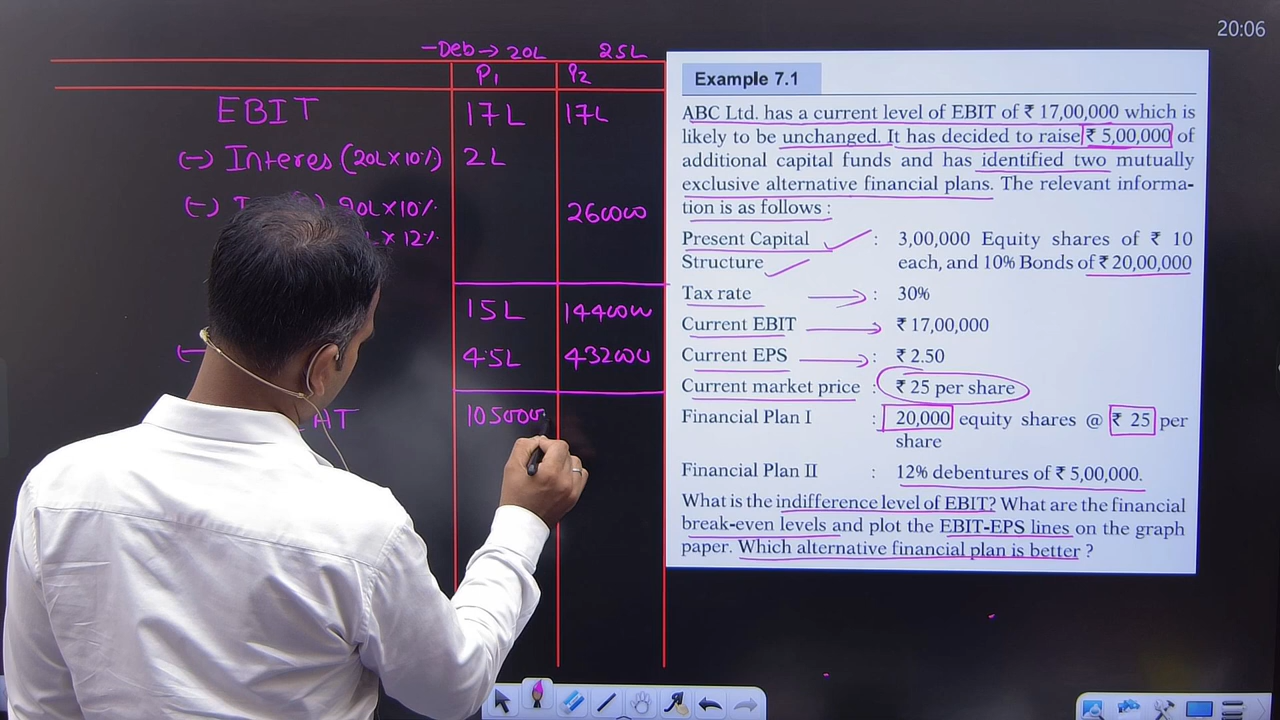 20:06
-Deb → 20L 25L
P1 P2
EBIT 17L 17L
(-) Interes (20L×10%) 2L
(-) 20L×10% 260000
L×12%
15L 1440000
(- 4.5L 432000
AT 105000
Example 7.1
ABC Ltd. has a current level of EBIT of ₹ 17,00,000 which is
likely to be unchanged. It has decided to raise ₹ 5,00,000 of
additional capital funds and has identified two mutually
exclusive alternative financial plans. The relevant informa-
tion is as follows :
Present Capital : 3,00,000 Equity shares of ₹ 10
Structure each, and 10% Bonds of ₹ 20,00,000
Tax rate : 30%
Current EBIT : ₹ 17,00,000
Current EPS : ₹ 2.50
Current market price : ₹ 25 per share
Financial Plan I : 20,000 equity shares @ ₹ 25 per
share
Financial Plan II : 12% debentures of ₹ 5,00,000.
What is the indifference level of EBIT? What are the financial
break-even levels and plot the EBIT-EPS lines on the graph
paper. Which alternative financial plan is better ?